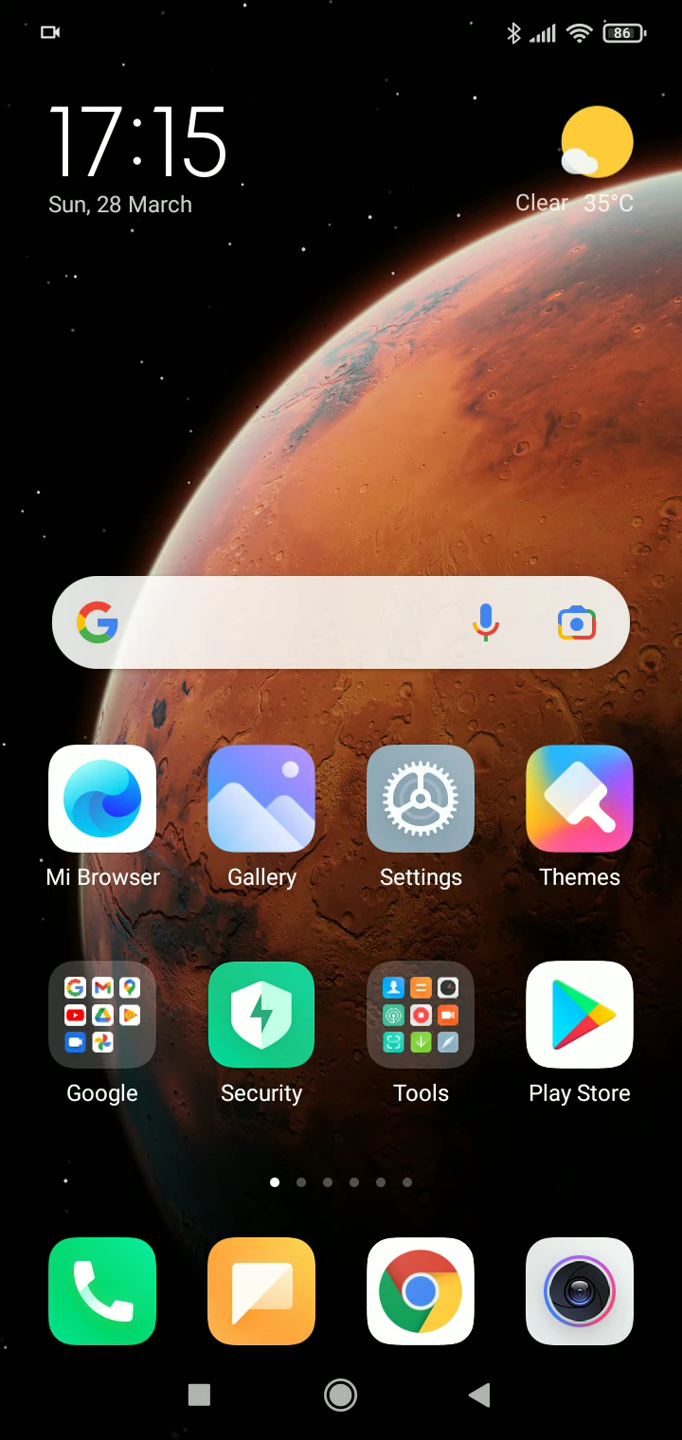 86
17:15
Sun, 28 March
Clear 35°C
Mi Browser
Gallery
Settings
Themes
Google
Security
Tools
Play Store